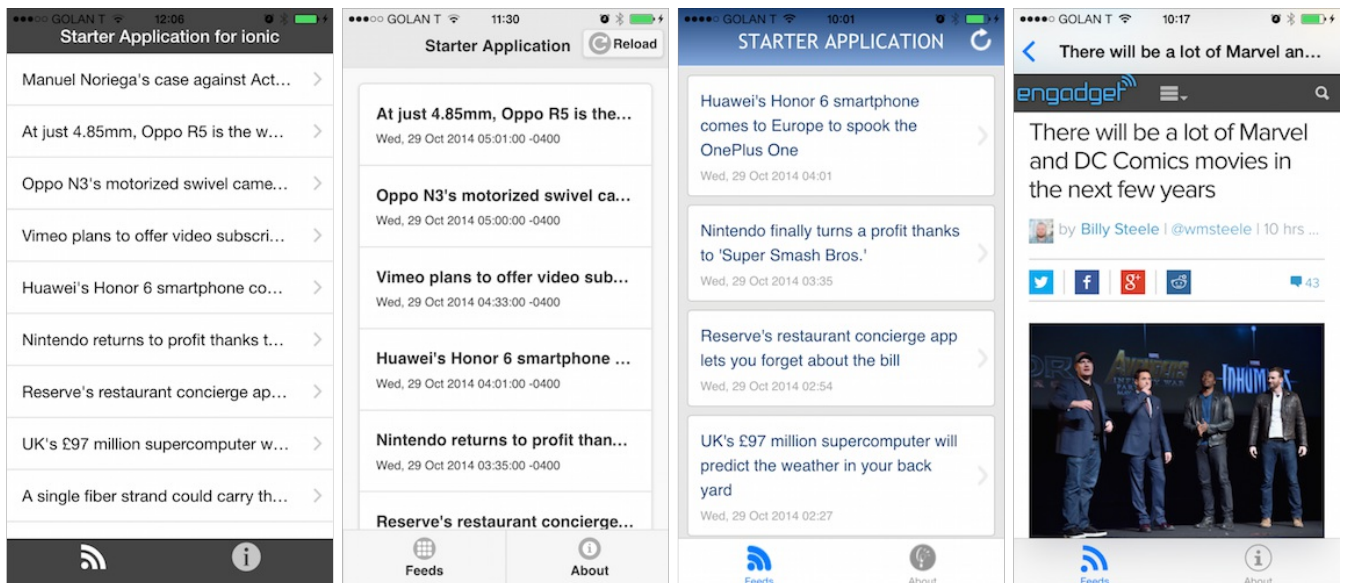 GOLAN T 12:06
Starter Application for ionic
Manuel Noriega's case against Act...
At just 4.85mm, Oppo R5 is the w...
Oppo N3's motorized swivel came...
Vimeo plans to offer video subscri...
Huawei's Honor 6 smartphone co...
Nintendo returns to profit thanks t...
Reserve's restaurant concierge ap...
UK's £97 million supercomputer w...
A single fiber strand could carry th...
GOLAN T 11:30
Starter Application Reload
At just 4.85mm, Oppo R5 is the...
Wed, 29 Oct 2014 05:01:00 -0400
Oppo N3's motorized swivel ca...
Wed, 29 Oct 2014 05:00:00 -0400
Vimeo plans to offer video sub...
Wed, 29 Oct 2014 04:33:00 -0400
Huawei's Honor 6 smartphone ...
Wed, 29 Oct 2014 04:01:00 -0400
Nintendo returns to profit than...
Wed, 29 Oct 2014 03:35:00 -0400
Reserve's restaurant concierge...
Feeds About
GOLAN T 10:01
STARTER APPLICATION
Huawei's Honor 6 smartphone
comes to Europe to spook the
OnePlus One
Wed, 29 Oct 2014 04:01
Nintendo finally turns a profit thanks
to 'Super Smash Bros.'
Wed, 29 Oct 2014 03:35
Reserve's restaurant concierge app
lets you forget about the bill
Wed, 29 Oct 2014 02:54
UK's £97 million supercomputer will
predict the weather in your back
yard
Wed, 29 Oct 2014 02:27
Feeds About
GOLAN T 10:17
There will be a lot of Marvel an...
engadget
There will be a lot of Marvel
and DC Comics movies in
the next few years
by Billy Steele | @wmsteele | 10 hrs ...
f g+ 43
AVENGERS
INFINITY WAR
INHUMANS
Feeds About